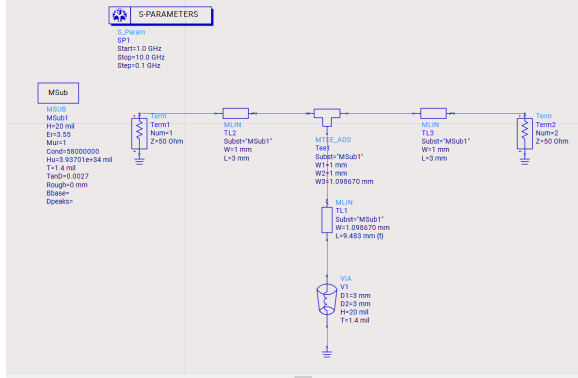 S-PARAMETERS
S_Param
SP1
Start=1.0 GHz
Stop=10.0 GHz
Step=0.1 GHz
MSub
MSUB
MSub1
H=20 mil
Er=3.55
Mur=1
Cond=58000000
Hu=3.93701e+34 mil
T=1.4 mil
TanD=0.0027
Rough=0 mm
Bbase=
Dpeaks=
Term
Term1
Num=1
Z=50 Ohm
MLIN
TL2
Subst="MSub1"
W=1 mm
L=3 mm
MTEE_ADS
Tee1
Subst="MSub1"
W1=1 mm
W2=1 mm
W3=1.098670 mm
MLIN
TL3
Subst="MSub1"
W=1 mm
L=3 mm
Term
Term2
Num=2
Z=50 Ohm
MLIN
TL1
Subst="MSub1"
W=1.098670 mm
L=9.483 mm {t}
VIA
V1
D1=3 mm
D2=3 mm
H=20 mil
T=1.4 mil